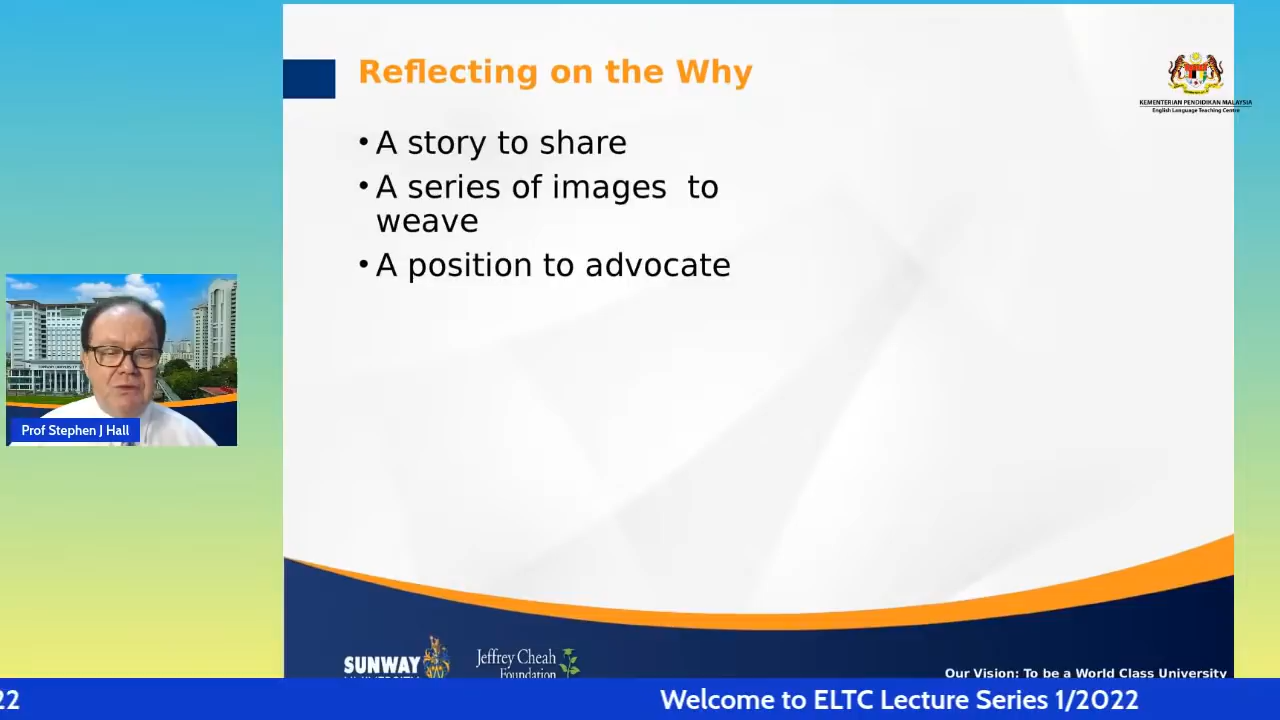 Reflecting on the Why
KEMENTERIAN PENDIDIKAN MALAYSIA
English Language Teaching Centre
• A story to share
• A series of images to
weave
• A position to advocate
Prof Stephen J Hall
SUNWAY
UNIVERSITY
Jeffrey Cheah
Foundation
Our Vision: To be a World Class University
22
Welcome to ELTC Lecture Series 1/2022